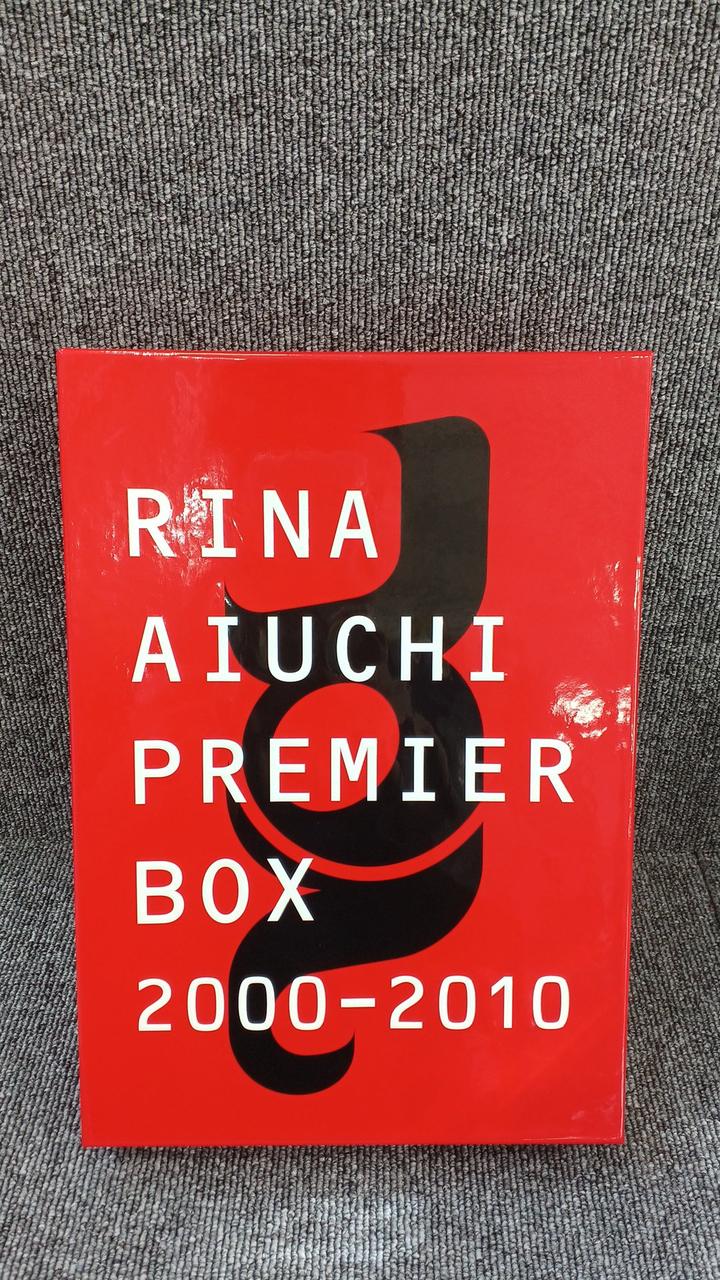 RINA
AIUCHI
PREMIER
BOX
2000-2010